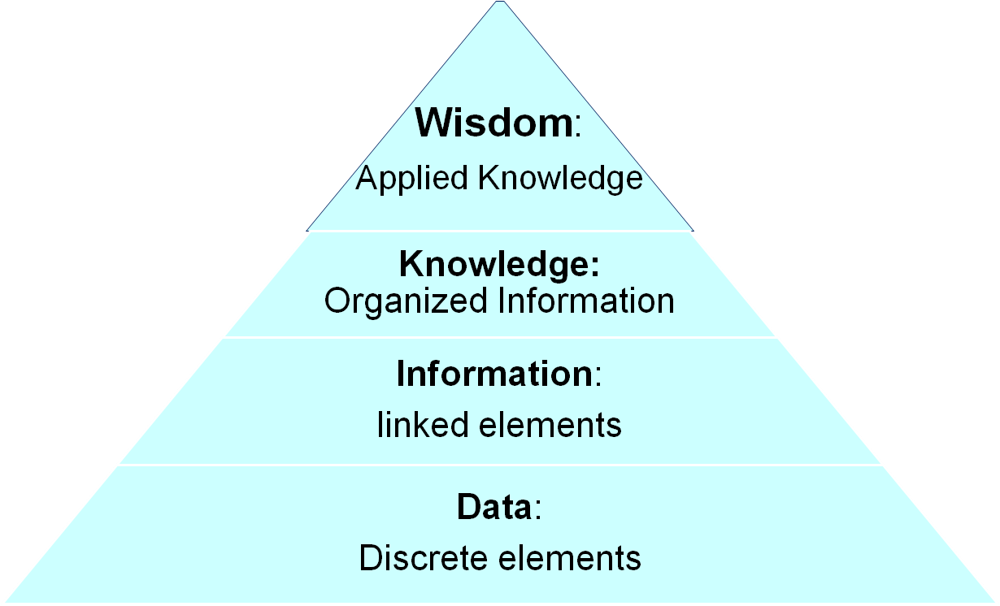 Wisdom:
Applied Knowledge
Knowledge:
Organized Information
Information:
linked elements
Data:
Discrete elements